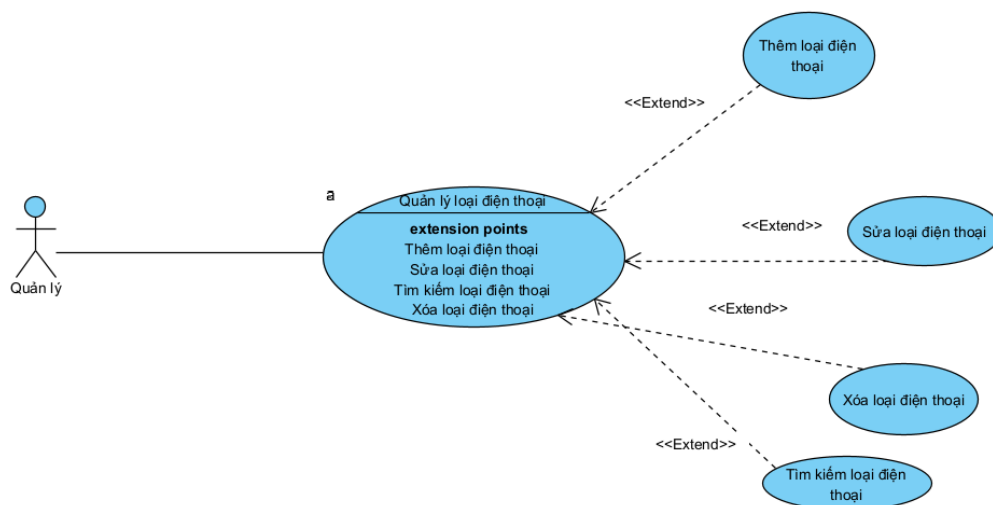 Thêm loại điện
thoại
<<Extend>>
a
Quản lý loại điện thoại
extension points
Thêm loại điện thoại
Sửa loại điện thoại
Tìm kiếm loại điện thoại
Xóa loại điện thoại
Quản lý
<<Extend>>
Sửa loại điện thoại
<<Extend>>
Xóa loại điện thoại
<<Extend>>
Tìm kiếm loại điện
thoại